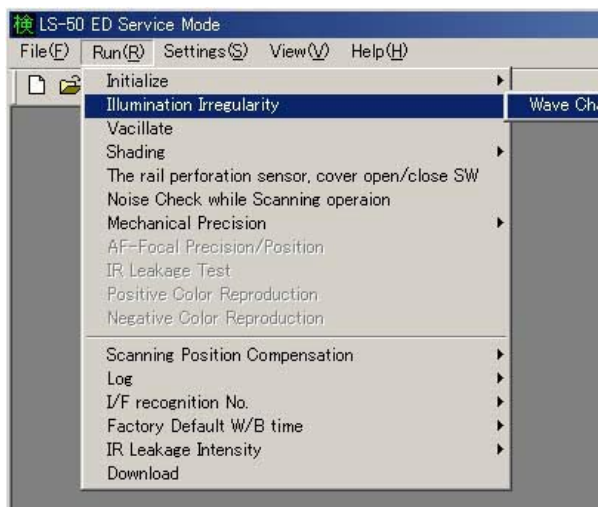 検 LS-50 ED Service Mode
File(F) Run(R) Settings(S) View(V) Help(H)
Initialize
Illumination Irregularity
Wave Cha
Vacillate
Shading
The rail perforation sensor, cover open/close SW
Noise Check while Scanning operaion
Mechanical Precision
AF-Focal Precision/Position
IR Leakage Test
Positive Color Reproduction
Negative Color Reproduction
Scanning Position Compensation
Log
I/F recognition No.
Factory Default W/B time
IR Leakage Intensity
Download